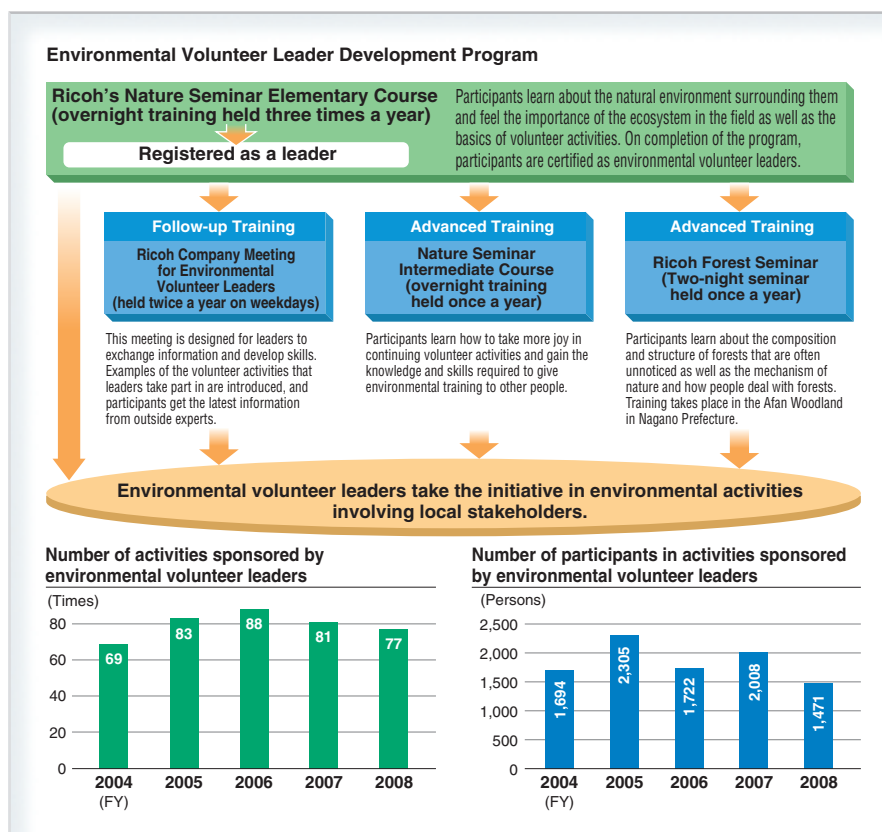 Environmental Volunteer Leader Development Program
Ricoh's Nature Seminar Elementary Course
(overnight training held three times a year)
Registered as a leader
Participants learn about the natural environment surrounding them
and feel the importance of the ecosystem in the field as well as the
basics of volunteer activities. On completion of the program,
participants are certified as environmental volunteer leaders.
Follow-up Training
Ricoh Company Meeting
for Environmental
Volunteer Leaders
(held twice a year on weekdays)
This meeting is designed for leaders to
exchange information and develop skills.
Examples of the volunteer activities that
leaders take part in are introduced, and
participants get the latest information
from outside experts.
Advanced Training
Nature Seminar
Intermediate Course
(overnight training
held once a year)
Participants learn how to take more joy in
continuing volunteer activities and gain the
knowledge and skills required to give
environmental training to other people.
Advanced Training
Ricoh Forest Seminar
(Two-night seminar
held once a year)
Participants learn about the composition
and structure of forests that are often
unnoticed as well as the mechanism of
nature and how people deal with forests.
Training takes place in the Afan Woodland
in Nagano Prefecture.
Environmental volunteer leaders take the initiative in environmental activities
involving local stakeholders.
Number of activities sponsored by
environmental volunteer leaders
(Times)
80
60
40
20
0
69
83
88
81
77
2004 2005 2006 2007 2008
(FY)
Number of participants in activities sponsored
by environmental volunteer leaders
(Persons)
2,500
2,000
1,500
1,000
500
0
1,694
2,305
1,722
2,008
1,471
2004 2005 2006 2007 2008
(FY)